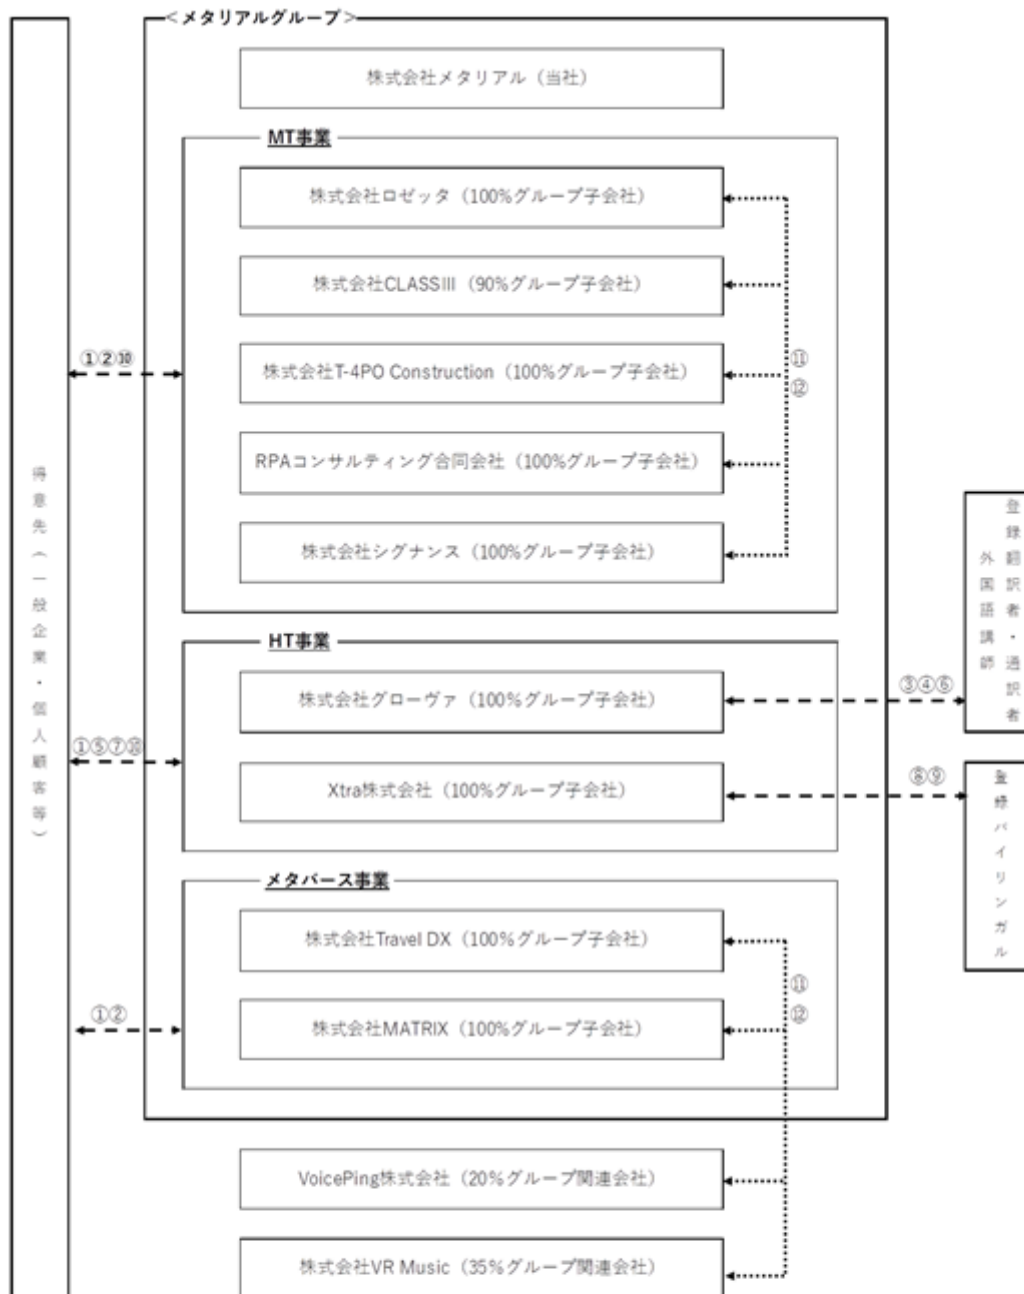 ＜メタリアルグループ＞
株式会社メタリアル（当社）
MT事業
株式会社ロゼッタ（100%グループ子会社）
株式会社CLASSIII（90%グループ子会社）
①②⑩
株式会社T-4PO Construction（100%グループ子会社）
⑪
⑫
RPAコンサルティング合同会社（100%グループ子会社）
株式会社シグナンス（100%グループ子会社）
得意先（一般企業・個人顧客等）
HT事業
株式会社グローヴァ（100%グループ子会社）
③④⑥
登録翻訳者・通訳者
外国語講師
①⑤⑦⑩
Xtra株式会社（100%グループ子会社）
⑧⑨
登録バイリンガル
メタバース事業
株式会社Travel DX（100%グループ子会社）
⑪
⑫
①②
株式会社MATRIX（100%グループ子会社）
VoicePing株式会社（20%グループ関連会社）
株式会社VR Music（35%グループ関連会社）